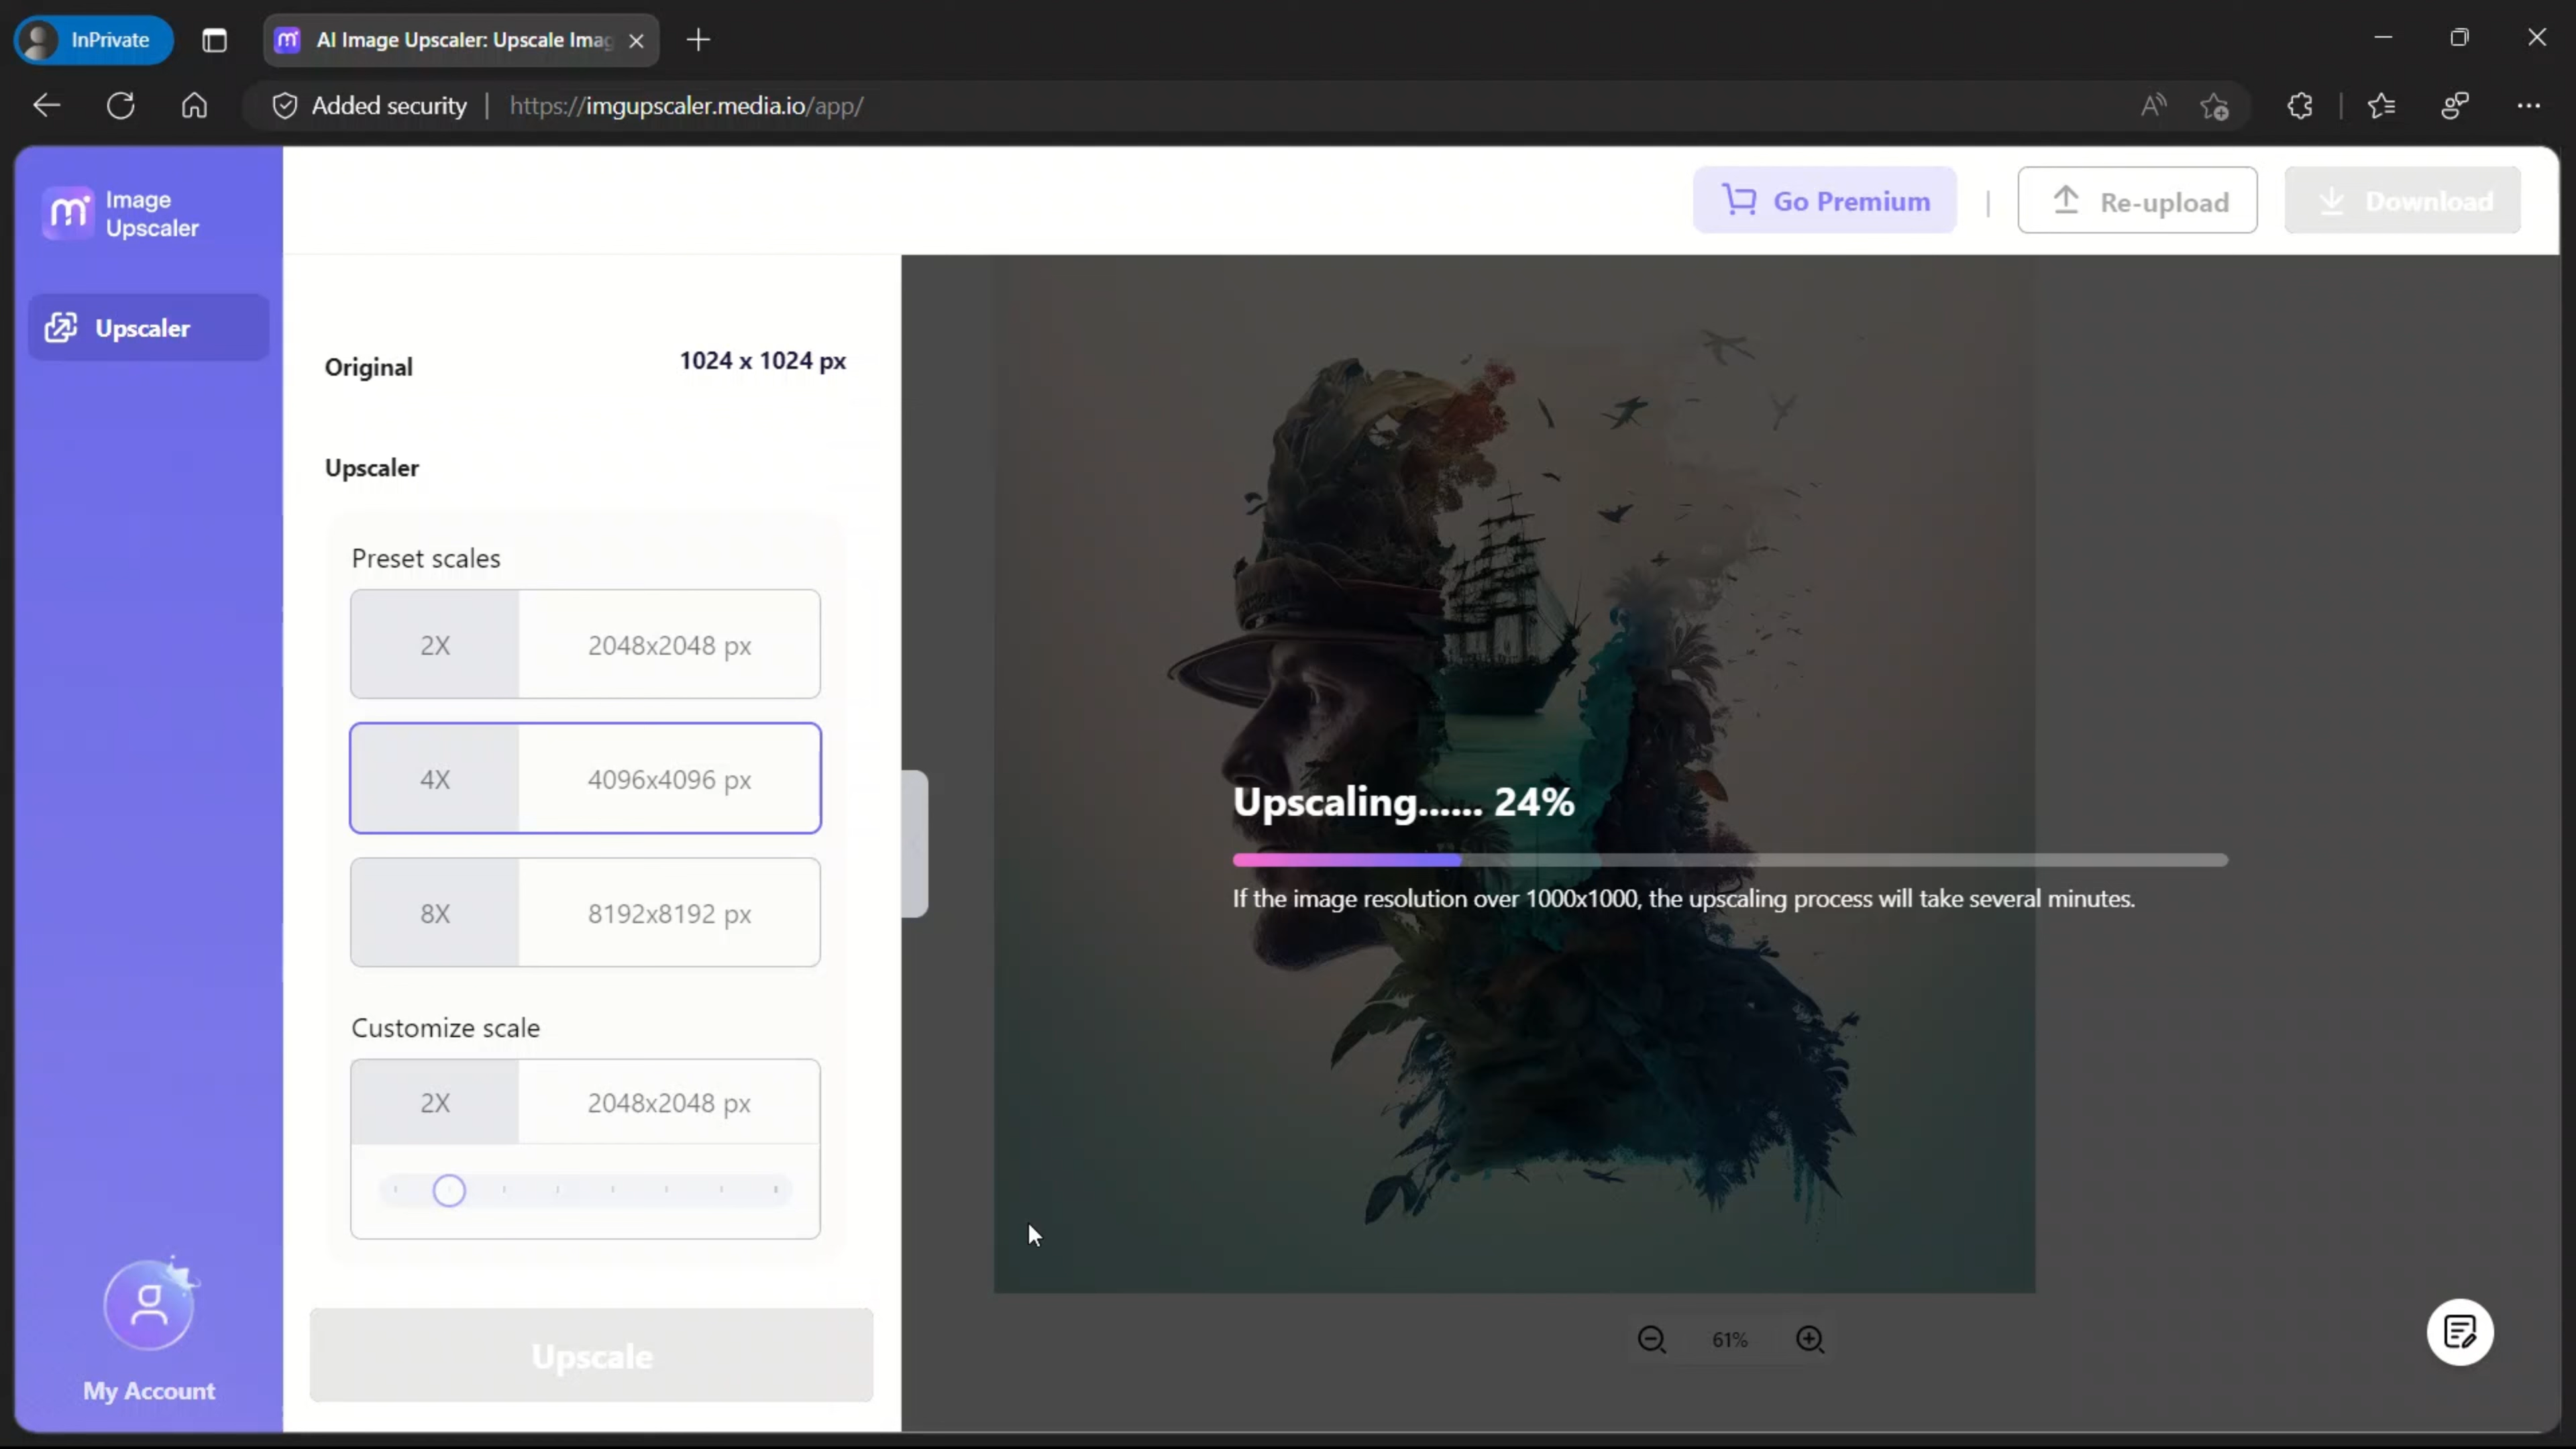 InPrivate
AI Image Upscaler: Upscale Imag
Added security
https://imgupscaler.media.io/app/
Image
Upscaler
Go Premium
Re-upload
Download
Upscaler
Original
1024 x 1024 px
Upscaler
Preset scales
2X 2048x2048 px
4X 4096x4096 px
8X 8192x8192 px
Customize scale
2X 2048x2048 px
Upscale
My Account
Upscaling...... 24%
If the image resolution over 1000x1000, the upscaling process will take several minutes.
61%